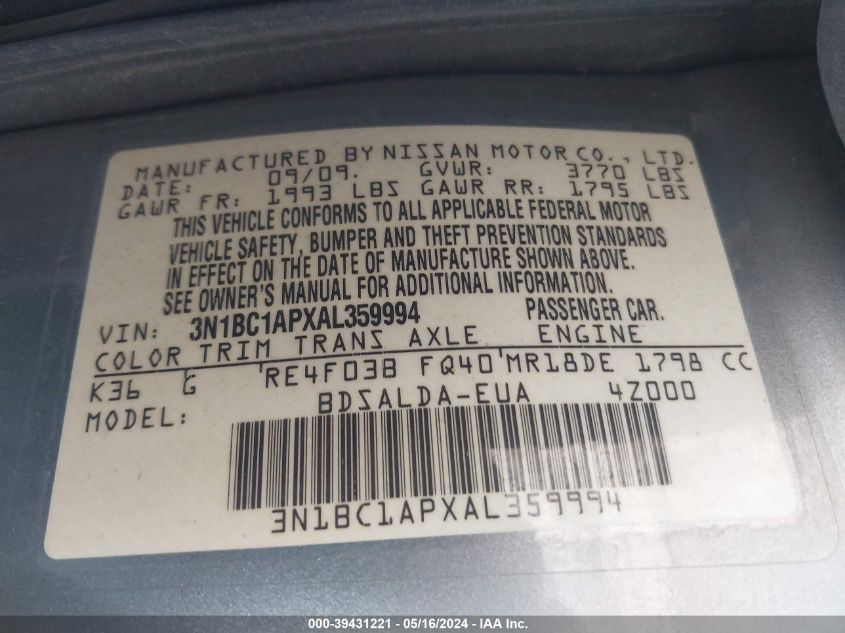 MANUFACTURED BY NISSAN MOTOR CO., LTD.
DATE: 09/09. GVWR: 3770 LBS
GAWR FR: 1993 LBS GAWR RR: 1795 LBS
THIS VEHICLE CONFORMS TO ALL APPLICABLE FEDERAL MOTOR
VEHICLE SAFETY, BUMPER AND THEFT PREVENTION STANDARDS
IN EFFECT ON THE DATE OF MANUFACTURE SHOWN ABOVE.
SEE OWNER'S MANUAL FOR ADDITIONAL INFORMATION.
VIN: 3N1BC1APXAL359994 PASSENGER CAR.
COLOR TRIM TRANS AXLE ENGINE
K36 G RE4F03B FQ40 MR18DE 1798 CC
MODEL: BDSALDA-EUA 4Z000
3N1BC1APXAL359994
000-39431221 - 05/16/2024 - IAA Inc.